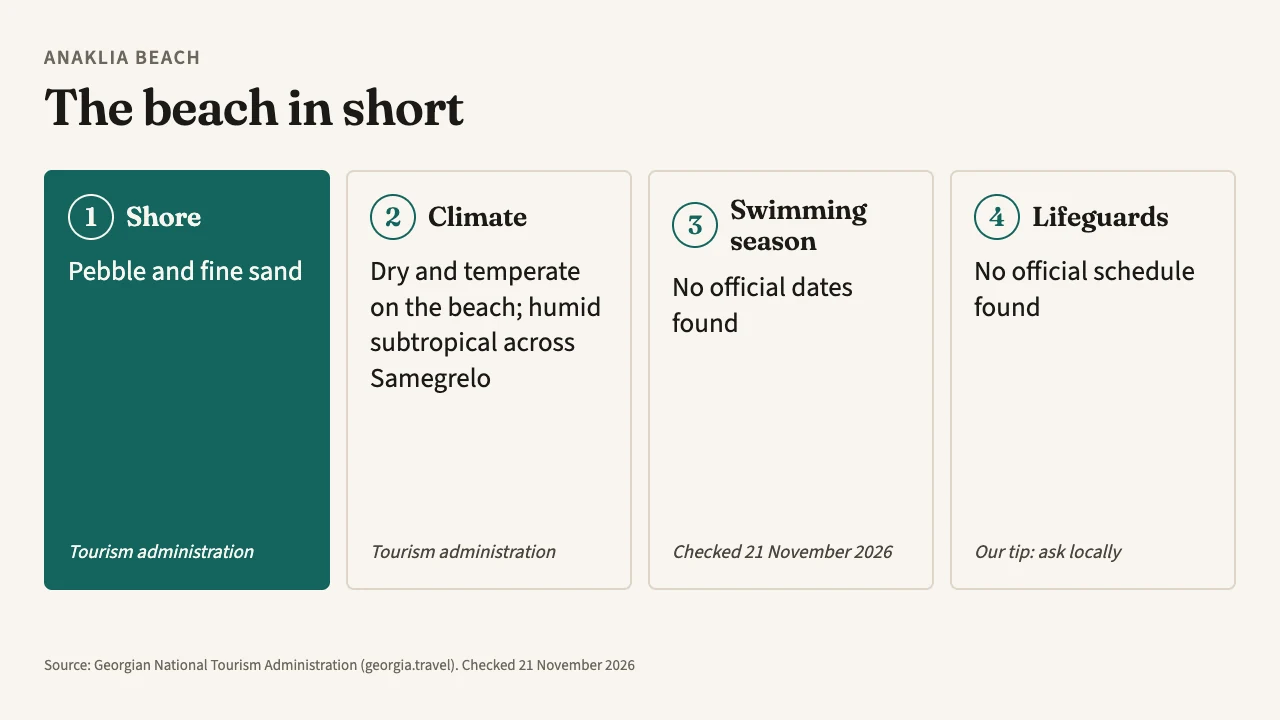 ANAKLIA BEACH
The beach in short
1 Shore
Pebble and fine sand
Tourism administration
2 Climate
Dry and temperate
on the beach; humid
subtropical across
Samegrelo
Tourism administration
3 Swimming
season
No official dates
found
Checked 21 November 2026
4 Lifeguards
No official schedule
found
Our tip: ask locally
Source: Georgian National Tourism Administration (georgia.travel). Checked 21 November 2026